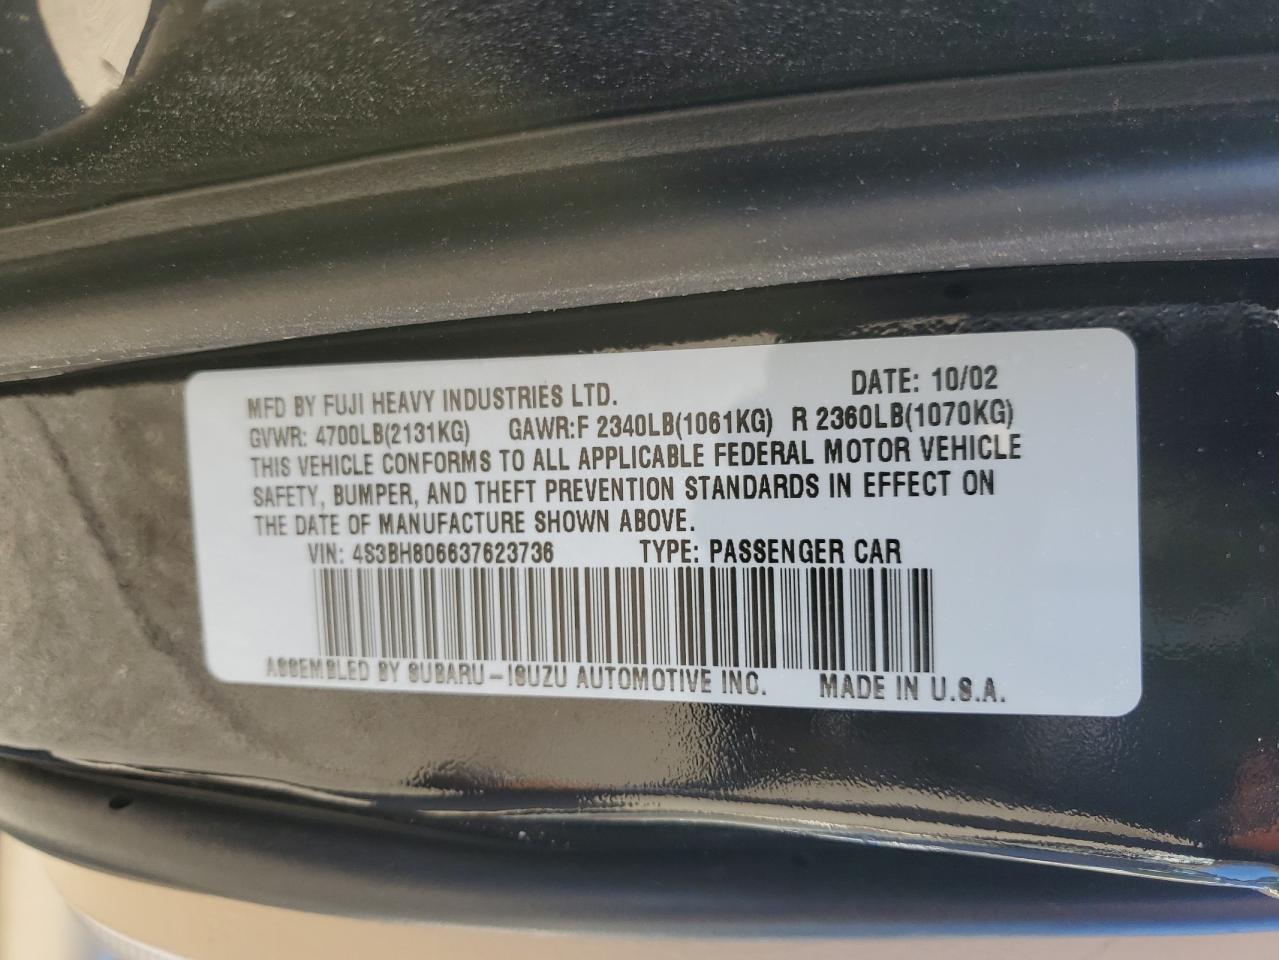 MFD BY FUJI HEAVY INDUSTRIES LTD. DATE: 10/02
GVWR: 4700LB(2131KG) GAWR:F 2340LB(1061KG) R 2360LB(1070KG)
THIS VEHICLE CONFORMS TO ALL APPLICABLE FEDERAL MOTOR VEHICLE
SAFETY, BUMPER, AND THEFT PREVENTION STANDARDS IN EFFECT ON
THE DATE OF MANUFACTURE SHOWN ABOVE.
VIN: 4S3BH806637623736 TYPE: PASSENGER CAR
ASSEMBLED BY SUBARU-ISUZU AUTOMOTIVE INC. MADE IN U.S.A.